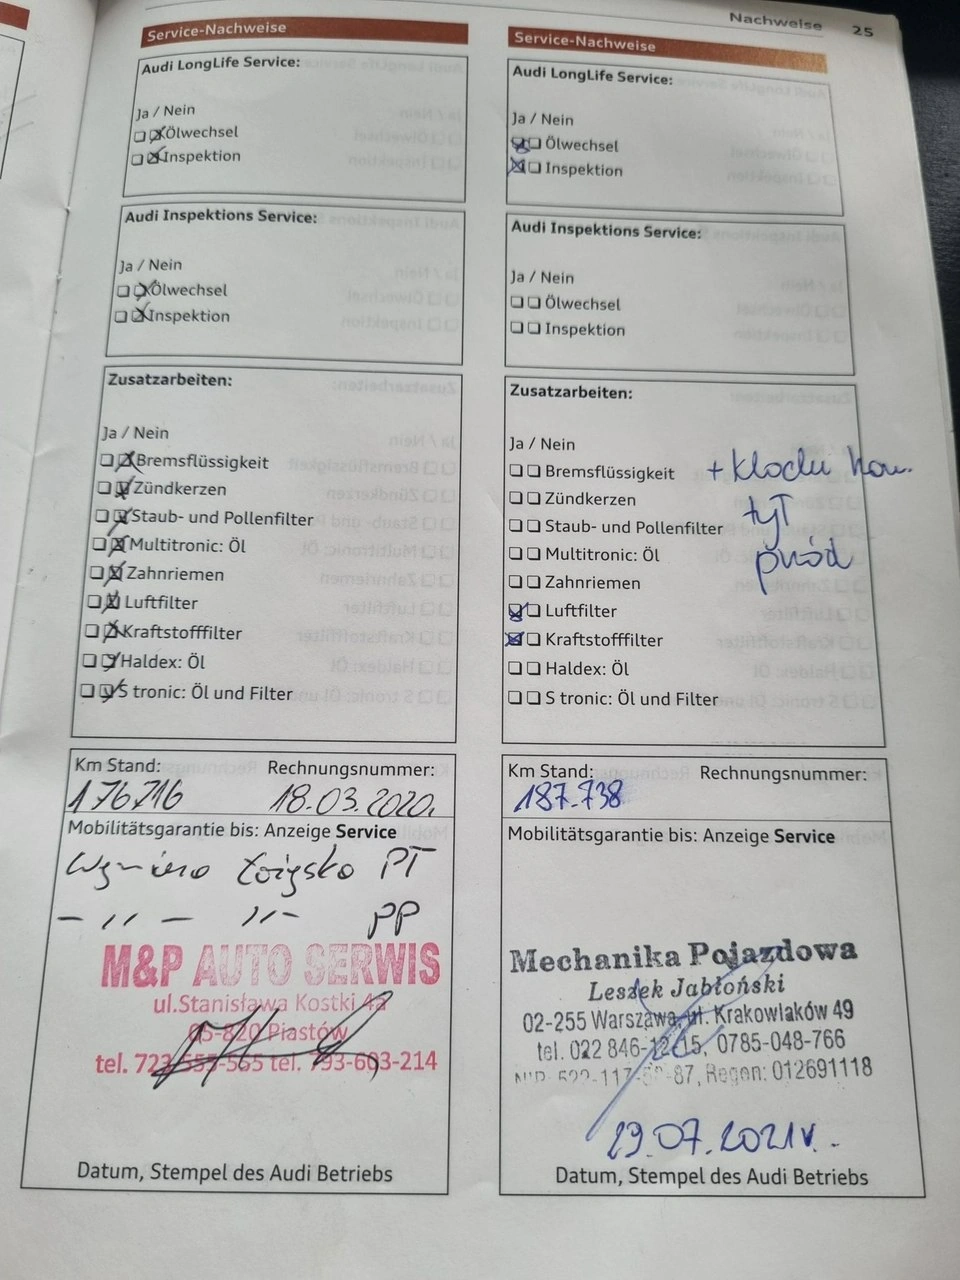 Nachweise 25
Service-Nachweise
Audi LongLife Service:
Ja / Nein
Ölwechsel
Inspektion
Audi Inspektions Service:
Ja / Nein
Ölwechsel
Inspektion
Zusatzarbeiten:
Ja / Nein
Bremsflüssigkeit
Zündkerzen
Staub- und Pollenfilter
Multitronic: Öl
Zahnriemen
Luftfilter
Kraftstofffilter
Haldex: Öl
S tronic: Öl und Filter
Km Stand: Rechnungsnummer:
176.716 18.03.2020.
Mobilitätsgarantie bis: Anzeige Service
Wymiana łożyska PT
— ,, — ,, — PP
M&P AUTO SERWIS
ul.Stanisława Kostki 4a
05-820 Piastów
tel. 723-555-565 tel. 793-603-214
Datum, Stempel des Audi Betriebs
Service-Nachweise
Audi LongLife Service:
Ja / Nein
Ölwechsel
Inspektion
Audi Inspektions Service:
Ja / Nein
Ölwechsel
Inspektion
Zusatzarbeiten:
Ja / Nein
Bremsflüssigkeit + klocki ham.
Zündkerzen tył
Staub- und Pollenfilter przód
Multitronic: Öl
Zahnriemen
Luftfilter
Kraftstofffilter
Haldex: Öl
S tronic: Öl und Filter
Km Stand: Rechnungsnummer:
187.738
Mobilitätsgarantie bis: Anzeige Service
Mechanika Pojazdowa
Leszek Jabłoński
02-255 Warszawa, ul. Krakowiaków 49
tel. 022 846-12-15, 0785-048-766
Regon: 012691118
29.07.2021r.
Datum, Stempel des Audi Betriebs